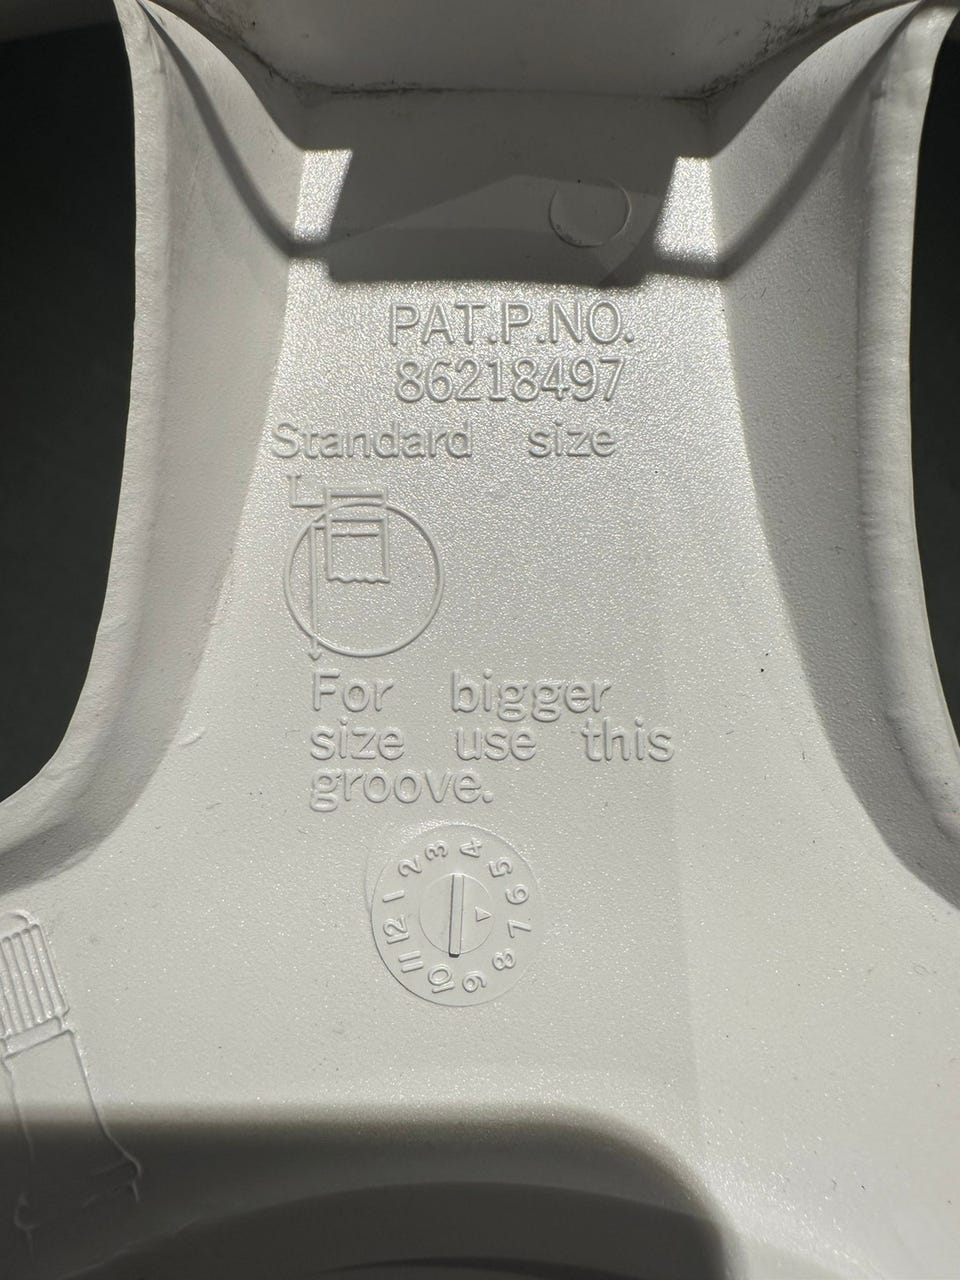 PAT.P.NO.
86218497
Standard size
For bigger
size use this
groove.
1 2 3 4 5 6 7 8 9 10 11 12